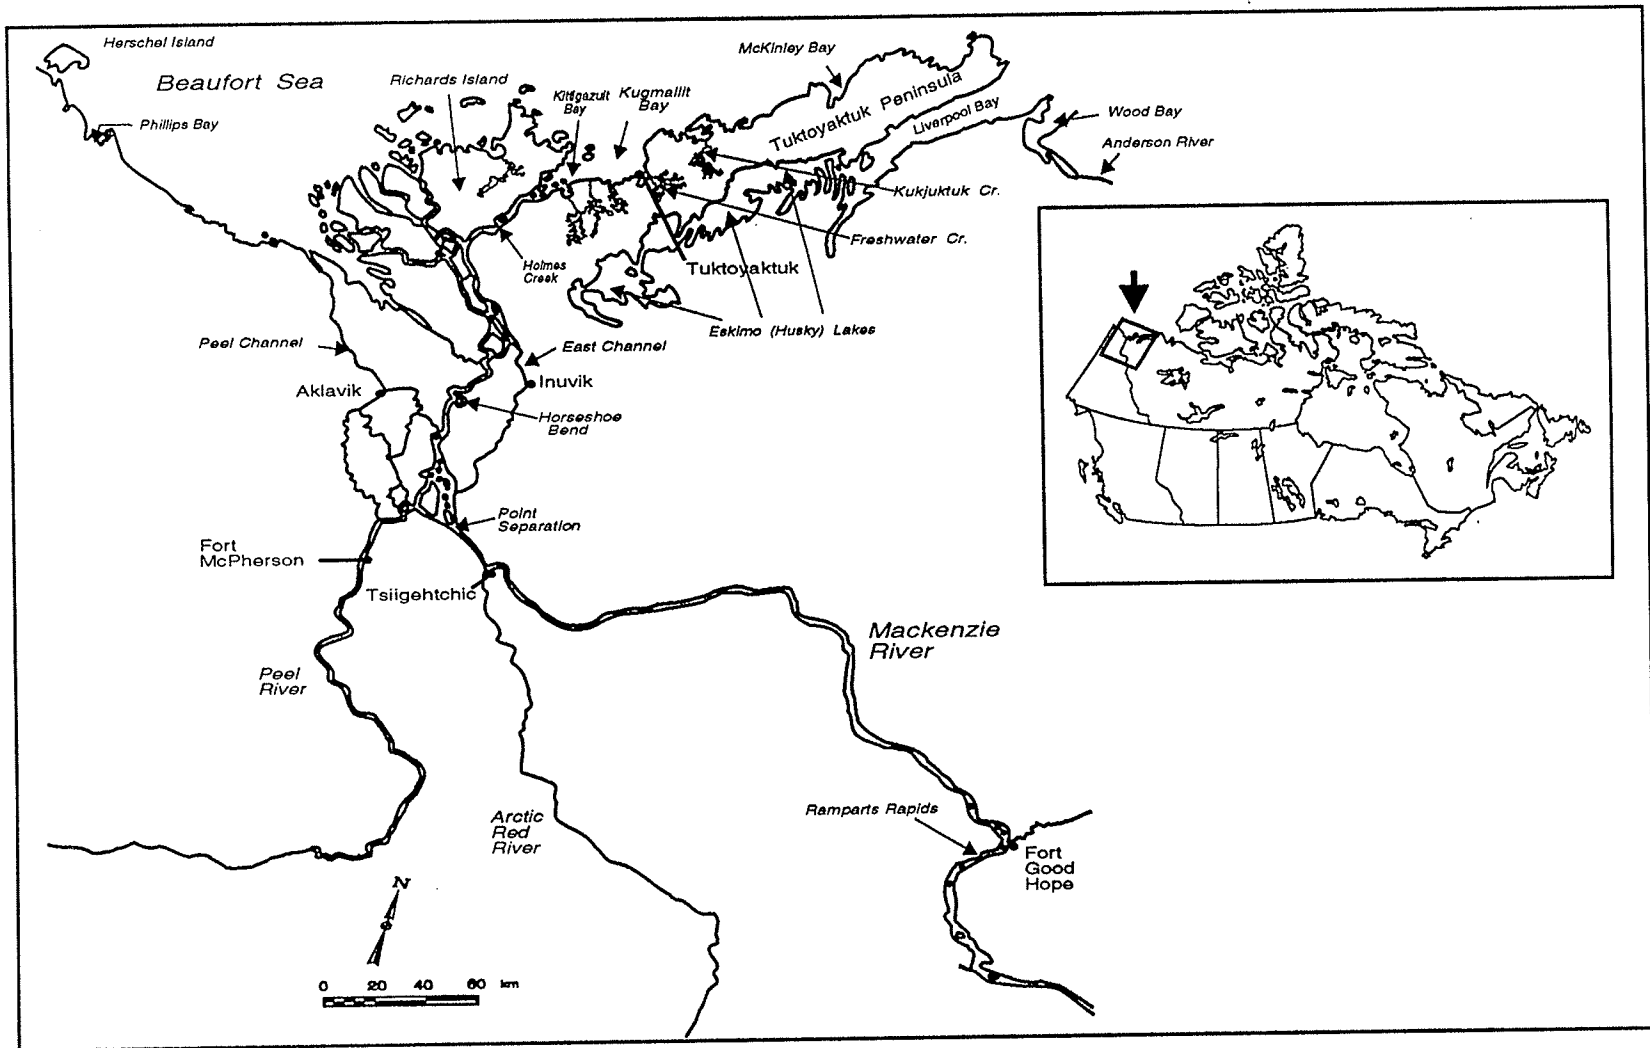 Herschel Island
Beaufort Sea
Phillips Bay
Richards Island
Kittigazuit
Bay
Kugmallit
Bay
McKinley Bay
Tuktoyaktuk Peninsula
Liverpool Bay
Wood Bay
Anderson River
Kukjuktuk Cr.
Freshwater Cr.
Tuktoyaktuk
Holmes
Creek
Eskimo (Husky) Lakes
Peel Channel
East Channel
Inuvik
Aklavik
Horseshoe
Bend
Point
Separation
Fort
McPherson
Tsiigehtchic
Mackenzie
River
Peel
River
Arctic
Red
River
Ramparts Rapids
Fort
Good
Hope
N
0 20 40 60 km